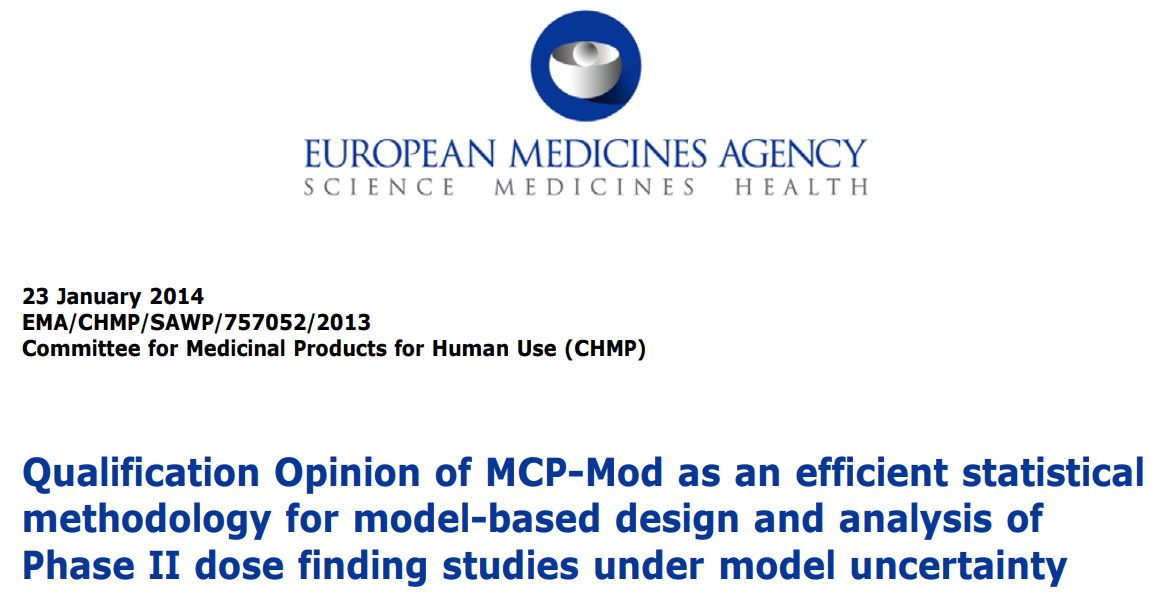 EUROPEAN MEDICINES AGENCY
SCIENCE MEDICINES HEALTH
23 January 2014
EMA/CHMP/SAWP/757052/2013
Committee for Medicinal Products for Human Use (CHMP)
Qualification Opinion of MCP-Mod as an efficient statistical
methodology for model-based design and analysis of
Phase II dose finding studies under model uncertainty